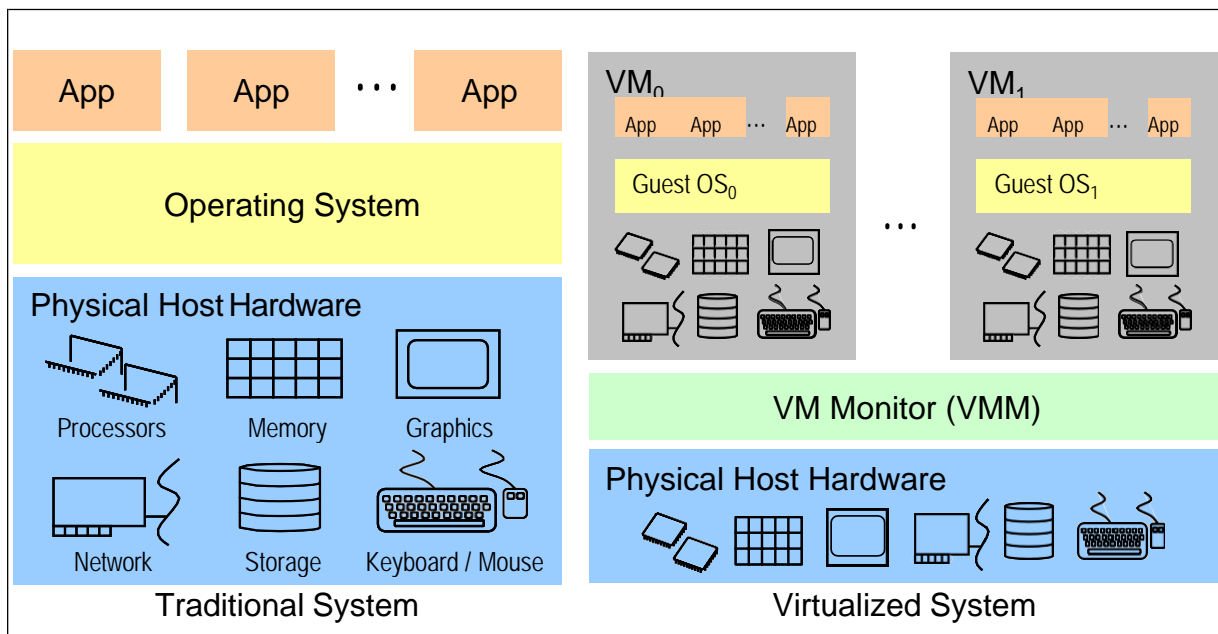 App App ... App
Operating System
Physical Host Hardware
Processors Memory Graphics
Network Storage Keyboard / Mouse
Traditional System
VM₀
App App ... App
Guest OS₀
...
VM₁
App App ... App
Guest OS₁
VM Monitor (VMM)
Physical Host Hardware
Virtualized System